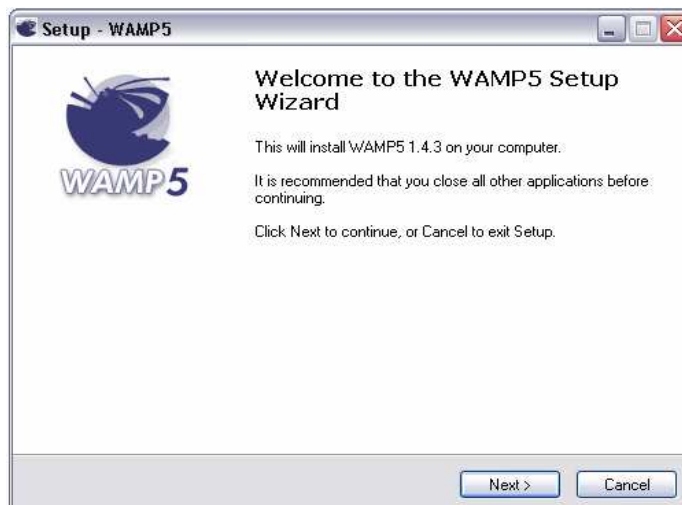 Setup - WAMP5
WAMP5
Welcome to the WAMP5 Setup
Wizard
This will install WAMP5 1.4.3 on your computer.
It is recommended that you close all other applications before
continuing.
Click Next to continue, or Cancel to exit Setup.
Next >
Cancel